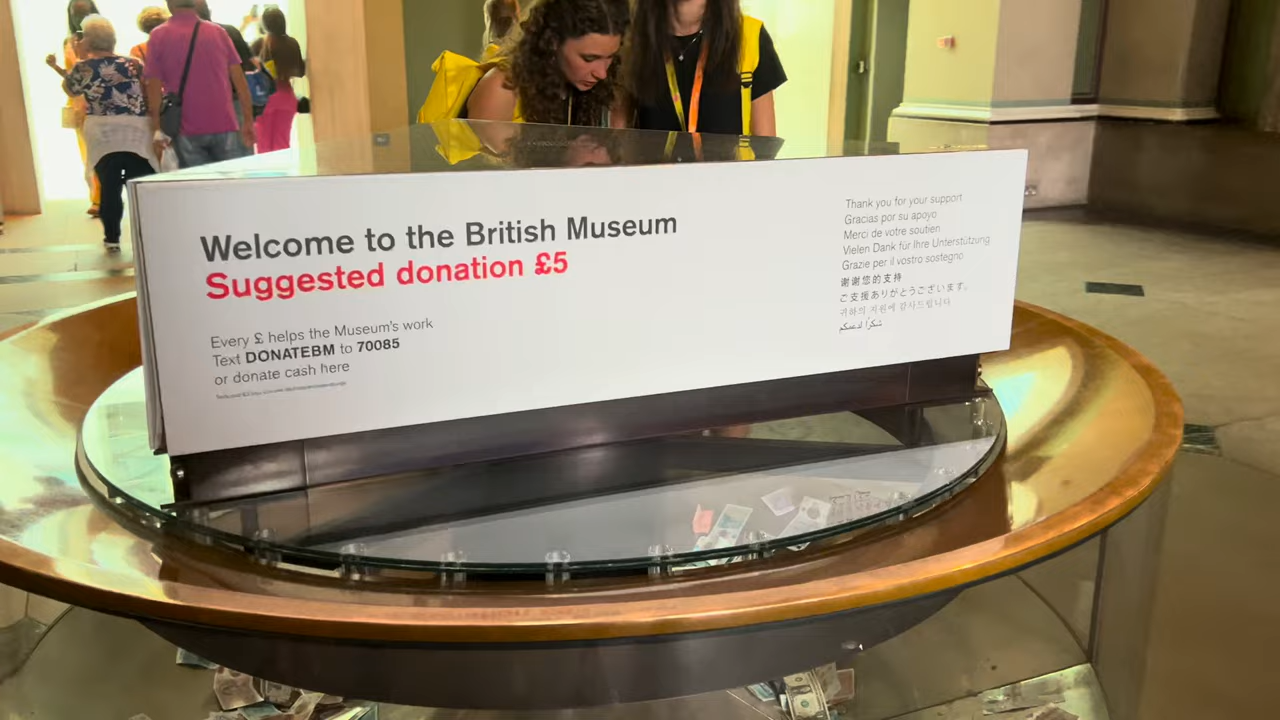 Welcome to the British Museum
Suggested donation £5
Every £ helps the Museum's work
Text DONATEBM to 70085
or donate cash here
Thank you for your support
Gracias por su apoyo
Merci de votre soutien
Vielen Dank für Ihre Unterstützung
Grazie per il vostro sostegno
谢谢您的支持
ご支援ありがとうございます。
귀하의 지원에 감사드립니다
شكرًا لدعمكم